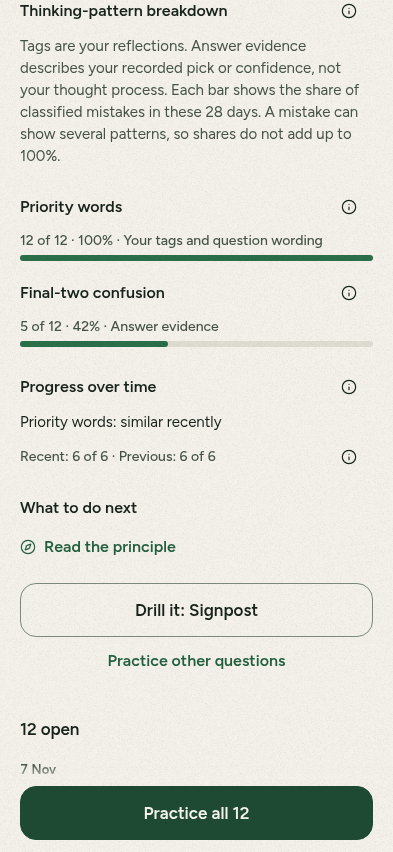 Thinking-pattern breakdown
Tags are your reflections. Answer evidence
describes your recorded pick or confidence, not
your thought process. Each bar shows the share of
classified mistakes in these 28 days. A mistake can
show several patterns, so shares do not add up to
100%.
Priority words
12 of 12 · 100% · Your tags and question wording
Final-two confusion
5 of 12 · 42% · Answer evidence
Progress over time
Priority words: similar recently
Recent: 6 of 6 · Previous: 6 of 6
What to do next
Read the principle
Drill it: Signpost
Practice other questions
12 open
7 Nov
Practice all 12